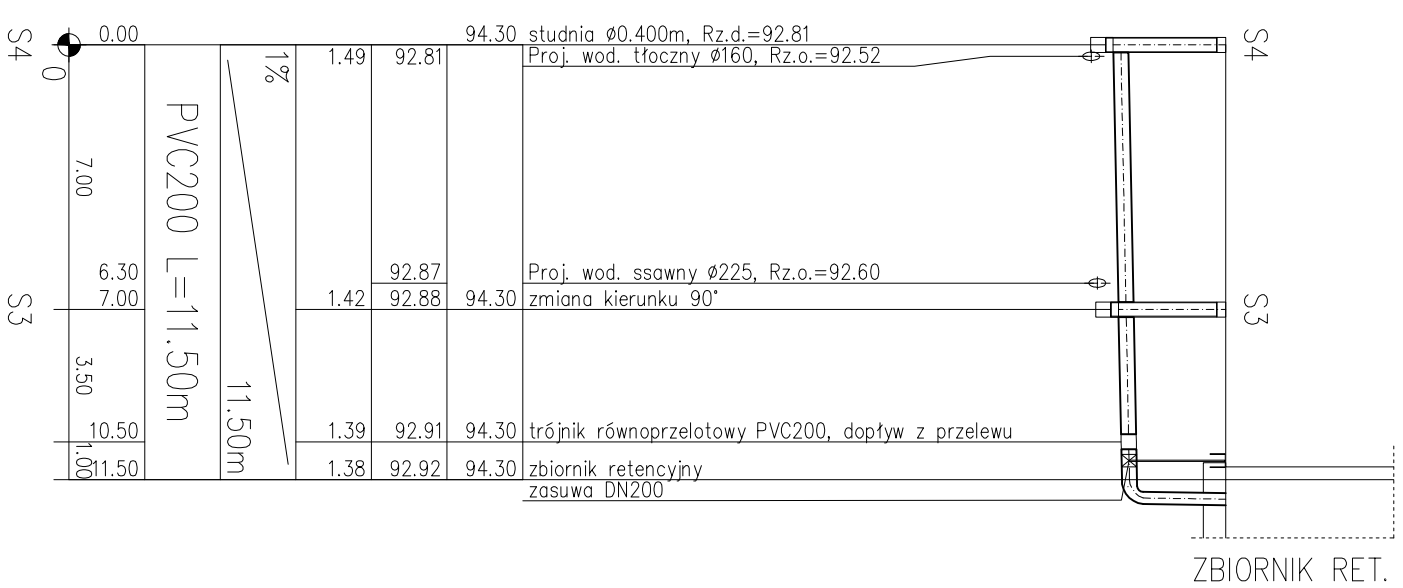 S4
0
0.00
94.30 studnia Ø0.400m, Rz.d.=92.81
1% 1.49 92.81 Proj. wod. tłoczny Ø160, Rz.o.=92.52
S4
7.00
PVC200 L=11.50m
6.30 92.87 Proj. wod. ssawny Ø225, Rz.o.=92.60
S3
7.00 1.42 92.88 94.30 zmiana kierunku 90°
S3
3.50
11.50m
10.50 1.39 92.91 94.30 trójnik równoprzelotowy PVC200, dopływ z przelewu
1.00
11.50 1.38 92.92 94.30 zbiornik retencyjny
zasuwa DN200
ZBIORNIK RET.